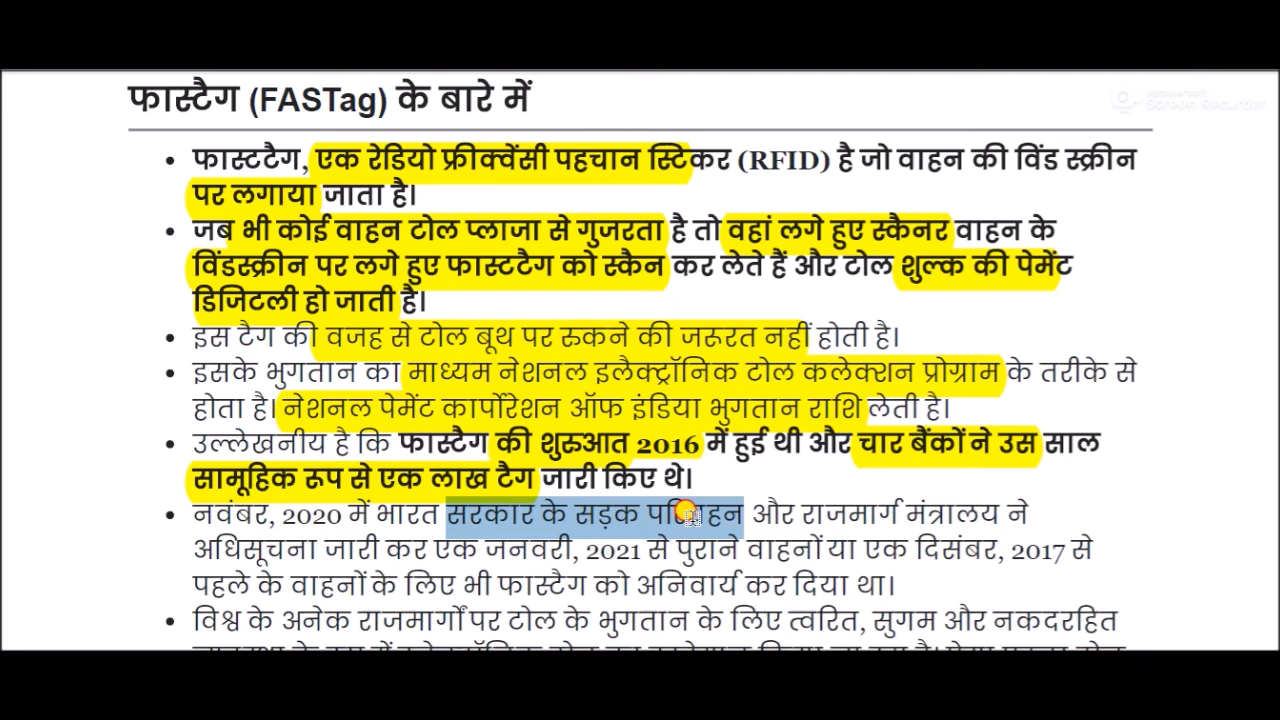 फास्टैग (FASTag) के बारे में
Screen Recorder
• फास्टटैग, एक रेडियो फ्रीक्वेंसी पहचान स्टिकर (RFID) है जो वाहन की विंड स्क्रीन
पर लगाया जाता है।
• जब भी कोई वाहन टोल प्लाजा से गुजरता है तो वहां लगे हुए स्कैनर वाहन के
विंडस्क्रीन पर लगे हुए फास्टटैग को स्कैन कर लेते हैं और टोल शुल्क की पेमेंट
डिजिटली हो जाती है।
• इस टैग की वजह से टोल बूथ पर रुकने की जरूरत नहीं होती है।
• इसके भुगतान का माध्यम नेशनल इलैक्ट्रॉनिक टोल कलेक्शन प्रोग्राम के तरीके से
होता है। नेशनल पेमेंट कार्पोरेशन ऑफ इंडिया भुगतान राशि लेती है।
• उल्लेखनीय है कि फास्टैग की शुरुआत 2016 में हुई थी और चार बैंकों ने उस साल
सामूहिक रूप से एक लाख टैग जारी किए थे।
• नवंबर, 2020 में भारत सरकार के सड़क परिवहन और राजमार्ग मंत्रालय ने
अधिसूचना जारी कर एक जनवरी, 2021 से पुराने वाहनों या एक दिसंबर, 2017 से
पहले के वाहनों के लिए भी फास्टैग को अनिवार्य कर दिया था।
• विश्व के अनेक राजमार्गों पर टोल के भुगतान के लिए त्वरित, सुगम और नकदरहित